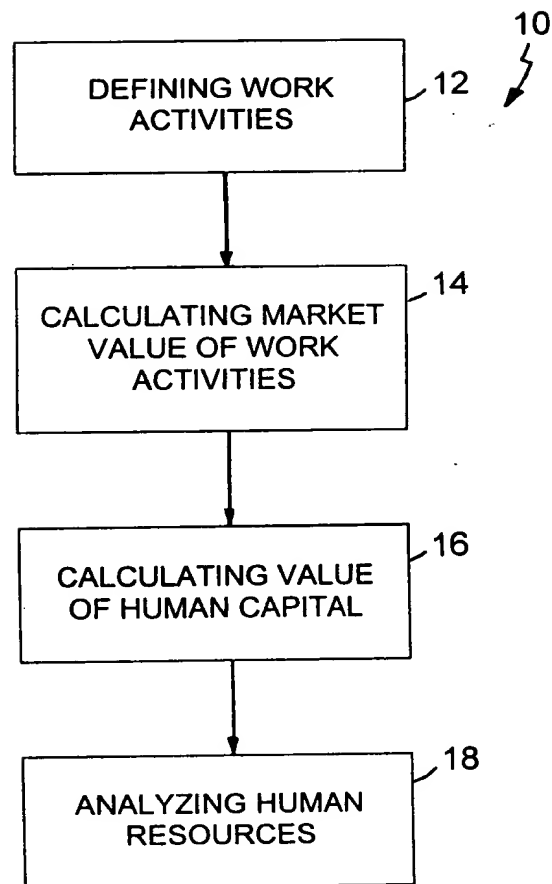 10
DEFINING WORK
ACTIVITIES
12
CALCULATING MARKET
VALUE OF WORK
ACTIVITIES
14
CALCULATING VALUE
OF HUMAN CAPITAL
16
ANALYZING HUMAN
RESOURCES
18